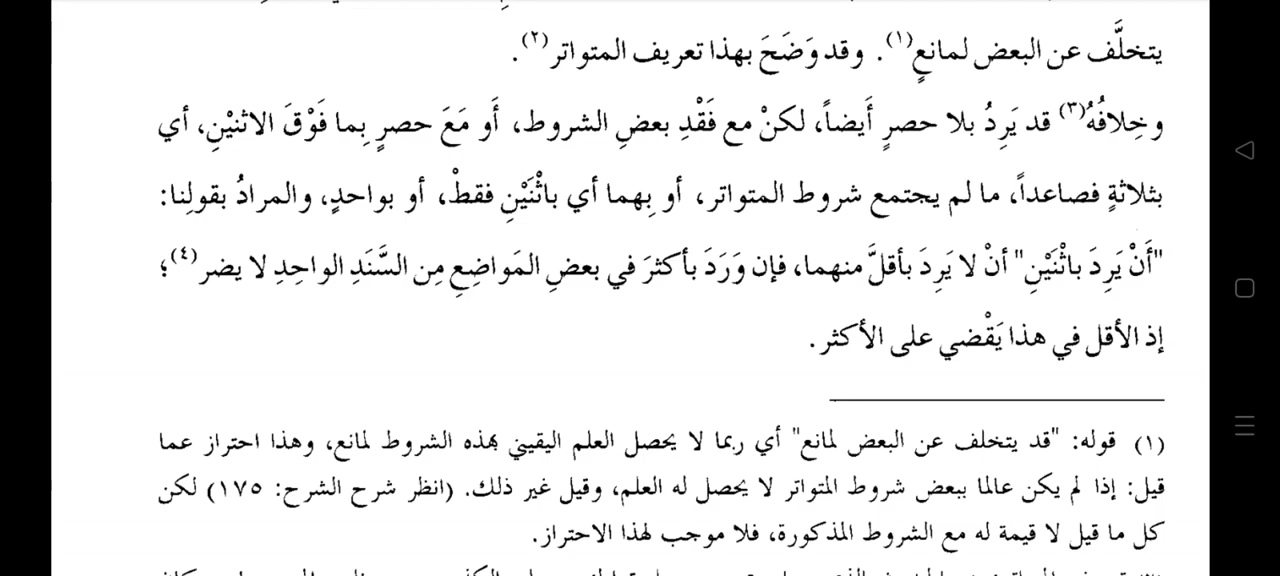 يتخلَّف عن البعض لمانعٍ(١). وقد وَضَحَ بهذا تعريف المتواتر(٢).
وخِلافُهُ(٣) قد يَرِدُ بلا حصرٍ أَيضاً، لكنْ مع فَقْدِ بعضِ الشروط، أَو مَعَ حصرٍ بِما فَوْقَ الاثنيْنِ، أي
بثلاثةٍ فصاعداً، ما لم يجتمع شروط المتواتر، أو بِهما أي باثْنَيْنِ فقطْ، أو بواحدٍ، والمرادُ بقولِنا:
"أَنْ يَرِدَ باثْنَيْنِ" أنْ لا يَرِدَ بأقلَّ منهما، فإن وَرَدَ بأكثرَ في بعضِ المَواضِعِ مِن السَّنَدِ الواحِدِ لا يضر(٤)؛
إذ الأقل في هذا يَقْضي على الأكثر.
(١) قوله: "قد يتخلف عن البعض لمانع" أي ربما لا يحصل العلم اليقيني بهذه الشروط لمانع، وهذا احتراز عما
قيل: إذا لم يكن عالما ببعض شروط المتواتر لا يحصل له العلم، وقيل غير ذلك. (انظر شرح الشرح: ١٧٥) لكن
كل ما قيل لا قيمة له مع الشروط المذكورة، فلا موجب لهذا الاحتراز.